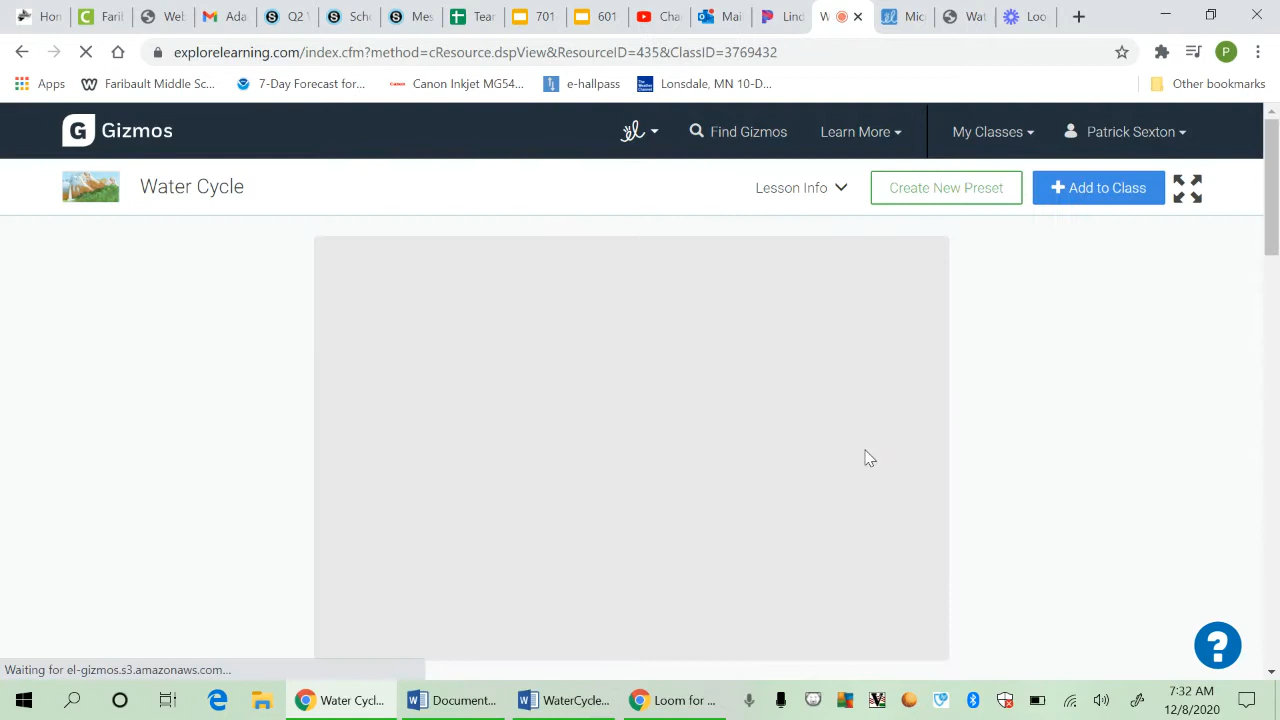 Hon
Faril
Wel
Ada
Q2
Sch
Mes
Tear
701
601
Cha
Mai
Lind
W
Mic
Wat
Loo
explorelearning.com/index.cfm?method=cResource.dspView&ResourceID=435&ClassID=3769432
P
Apps
Faribault Middle Sc...
7-Day Forecast for...
Canon
Canon Inkjet MG54...
e-hallpass
Lonsdale, MN 10-D...
Other bookmarks
G Gizmos
Find Gizmos
Learn More
My Classes
Patrick Sexton
Water Cycle
Lesson Info
Create New Preset
+ Add to Class
?
Waiting for el-gizmos.s3.amazonaws.com...
Water Cycl...
Document...
WaterCycle...
Loom for ...
7:32 AM
12/8/2020